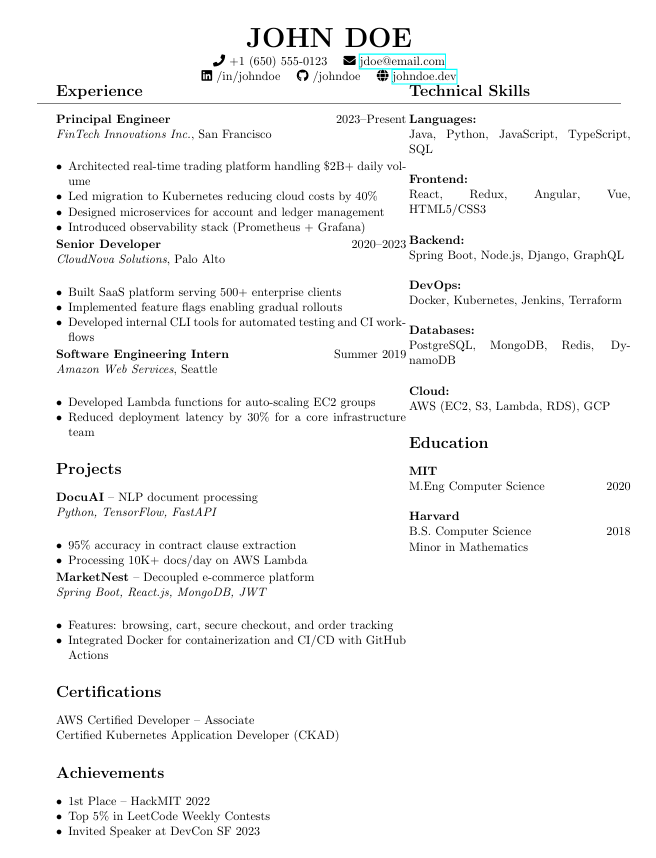 JOHN DOE
+1 (650) 555-0123 jdoe@email.com
/in/johndoe /johndoe johndoe.dev
Experience
Principal Engineer 2023–Present
FinTech Innovations Inc., San Francisco
• Architected real-time trading platform handling $2B+ daily vol-
ume
• Led migration to Kubernetes reducing cloud costs by 40%
• Designed microservices for account and ledger management
• Introduced observability stack (Prometheus + Grafana)
Senior Developer 2020–2023
CloudNova Solutions, Palo Alto
• Built SaaS platform serving 500+ enterprise clients
• Implemented feature flags enabling gradual rollouts
• Developed internal CLI tools for automated testing and CI work-
flows
Software Engineering Intern Summer 2019
Amazon Web Services, Seattle
• Developed Lambda functions for auto-scaling EC2 groups
• Reduced deployment latency by 30% for a core infrastructure
team
Projects
DocuAI – NLP document processing
Python, TensorFlow, FastAPI
• 95% accuracy in contract clause extraction
• Processing 10K+ docs/day on AWS Lambda
MarketNest – Decoupled e-commerce platform
Spring Boot, React.js, MongoDB, JWT
• Features: browsing, cart, secure checkout, and order tracking
• Integrated Docker for containerization and CI/CD with GitHub
Actions
Certifications
AWS Certified Developer – Associate
Certified Kubernetes Application Developer (CKAD)
Achievements
• 1st Place – HackMIT 2022
• Top 5% in LeetCode Weekly Contests
• Invited Speaker at DevCon SF 2023
Technical Skills
Languages:
Java, Python, JavaScript, TypeScript,
SQL
Frontend:
React, Redux, Angular, Vue,
HTML5/CSS3
Backend:
Spring Boot, Node.js, Django, GraphQL
DevOps:
Docker, Kubernetes, Jenkins, Terraform
Databases:
PostgreSQL, MongoDB, Redis, Dy-
namoDB
Cloud:
AWS (EC2, S3, Lambda, RDS), GCP
Education
MIT
M.Eng Computer Science 2020
Harvard
B.S. Computer Science 2018
Minor in Mathematics